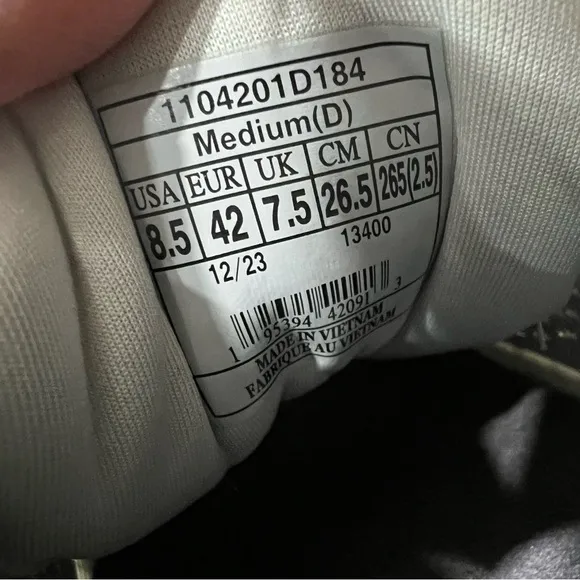 1104201D184
Medium(D)
USA EUR UK CM CN
8.5 42 7.5 26.5 265(2.5)
12/23 13400
1 95394 42091 3
MADE IN VIETNAM
FABRIQUE AU VIETNAM